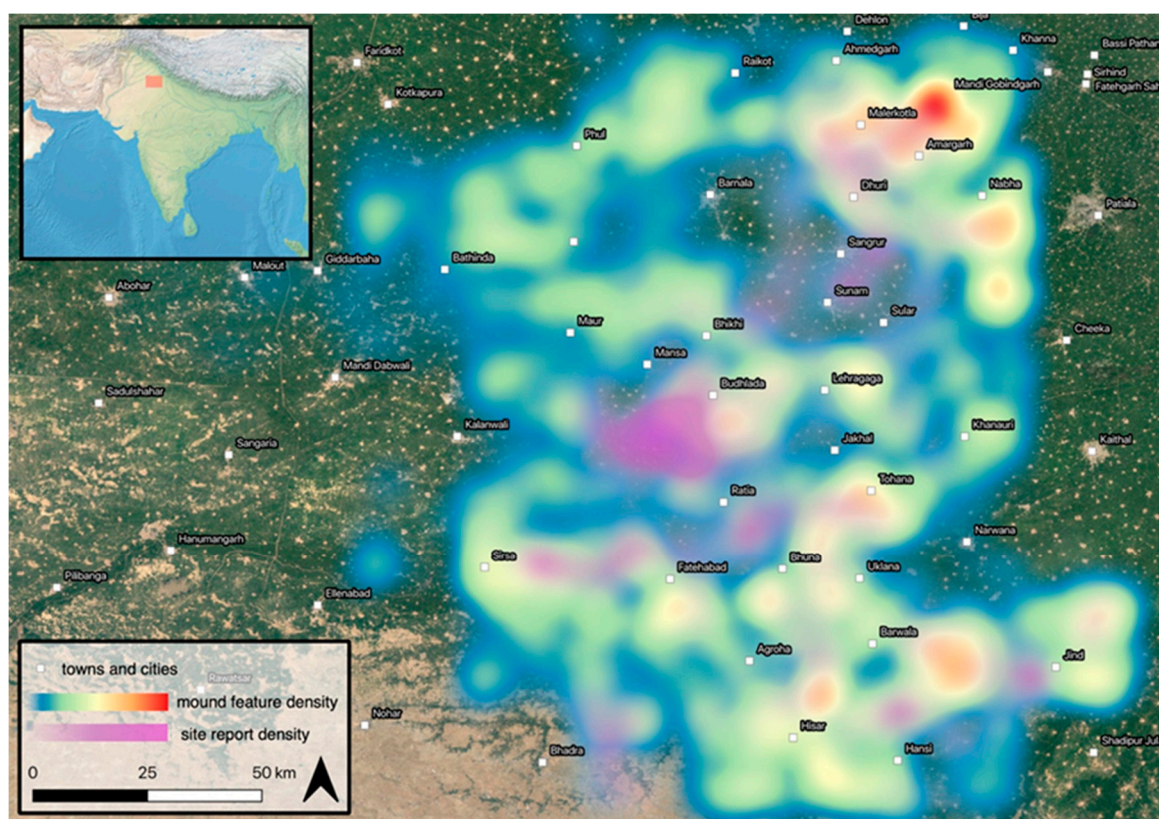 Dehlon
Khanna
Bassi Pathan
Faridkot
Ahmedgarh
Raikot
Sirhind
Mandi Gobindgarh
Fatehgarh Sah
Kotkapura
Malerkotla
Phul
Amargarh
Barnala
Dhuri
Nabha
Patiala
Sangrur
Giddarbaha
Malout
Bathinda
Abohar
Sunam
Sular
Maur
Bhikhi
Cheeka
Mansa
Mandi Dabwali
Budhlada
Lehragaga
Sadulshahar
Kalanwali
Jakhal
Khanauri
Sangaria
Kaithal
Tohana
Ratia
Hanumangarh
Narwana
Sirsa
Fatehabad
Bhuna
Uklana
Pilibanga
Ellenabad
Barwala
Agroha
Jind
towns and cities
Rawatsar
mound feature density
Nohar
site report density
Hisar
Hansi
Bhadra
Shadipur Jul
0 25 50 km